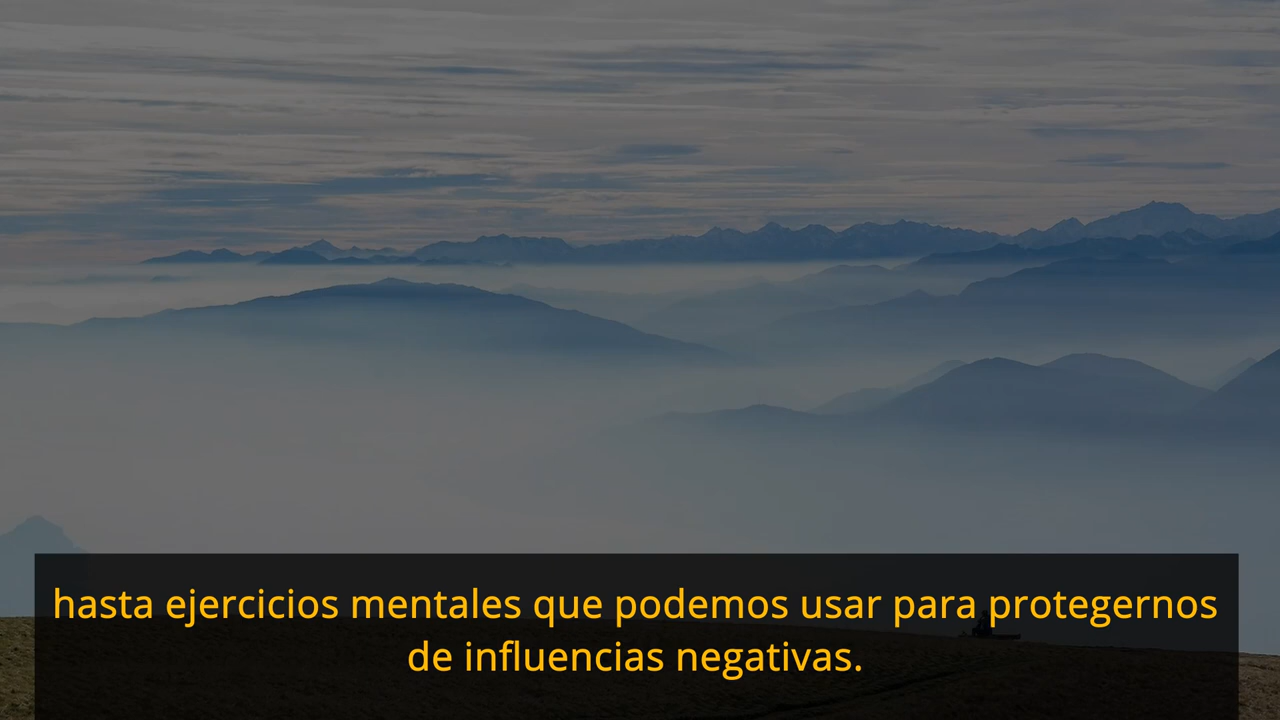 hasta ejercicios mentales que podemos usar para protegernos
de influencias negativas.